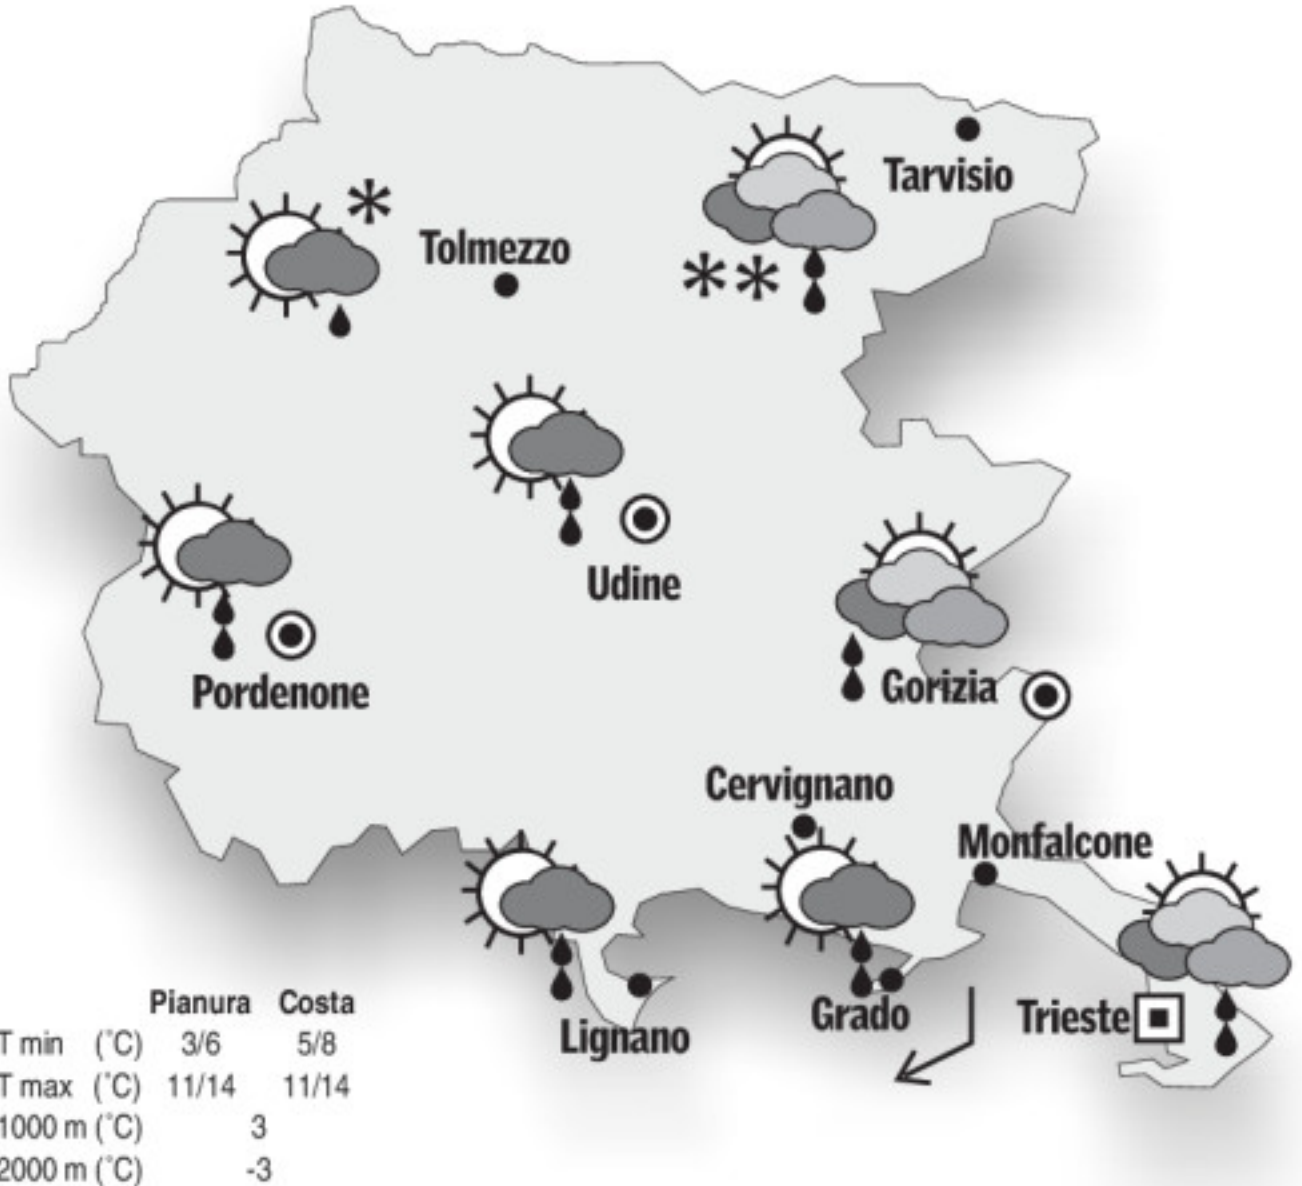 Tarvisio
Tolmezzo
Udine
Pordenone
Gorizia
Cervignano
Monfalcone
Grado
Trieste
Lignano
Pianura Costa
T min (°C) 3/6 5/8
T max (°C) 11/14 11/14
1000 m (°C) 3
2000 m (°C) -3